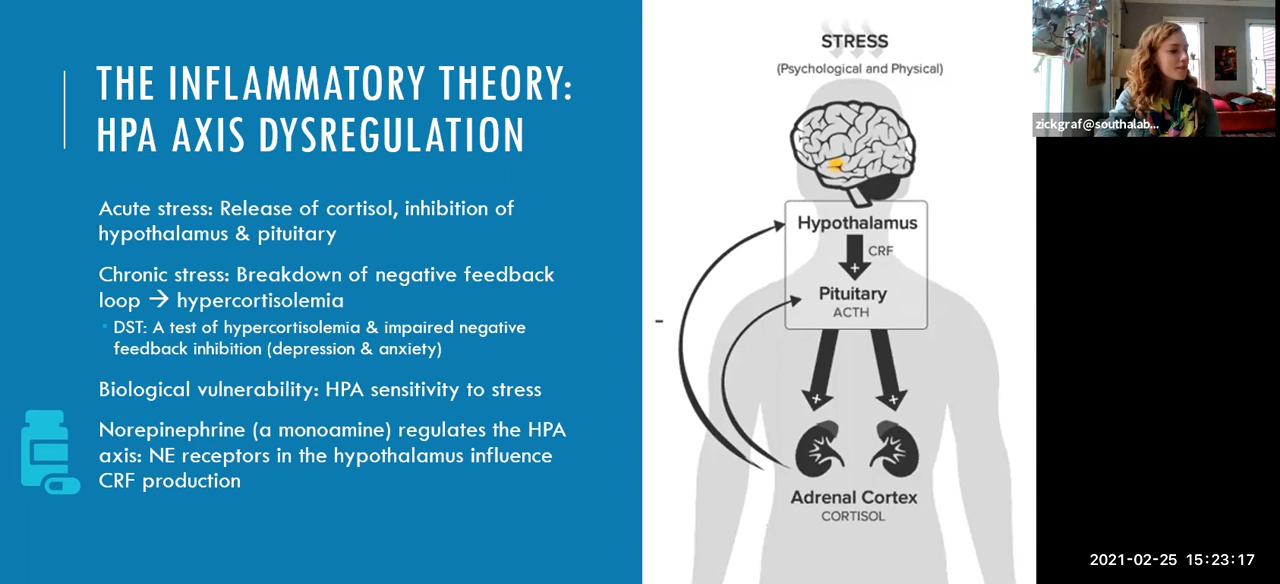 THE INFLAMMATORY THEORY:
HPA AXIS DYSREGULATION
Acute stress: Release of cortisol, inhibition of
hypothalamus & pituitary
Chronic stress: Breakdown of negative feedback
loop → hypercortisolemia
DST: A test of hypercortisolemia & impaired negative
feedback inhibition (depression & anxiety)
Biological vulnerability: HPA sensitivity to stress
Norepinephrine (a monoamine) regulates the HPA
axis: NE receptors in the hypothalamus influence
CRF production
STRESS
(Psychological and Physical)
Hypothalamus
CRF
+
Pituitary
ACTH
-
+ +
Adrenal Cortex
CORTISOL
zickgraf@southalab...
2021-02-25 15:23:17